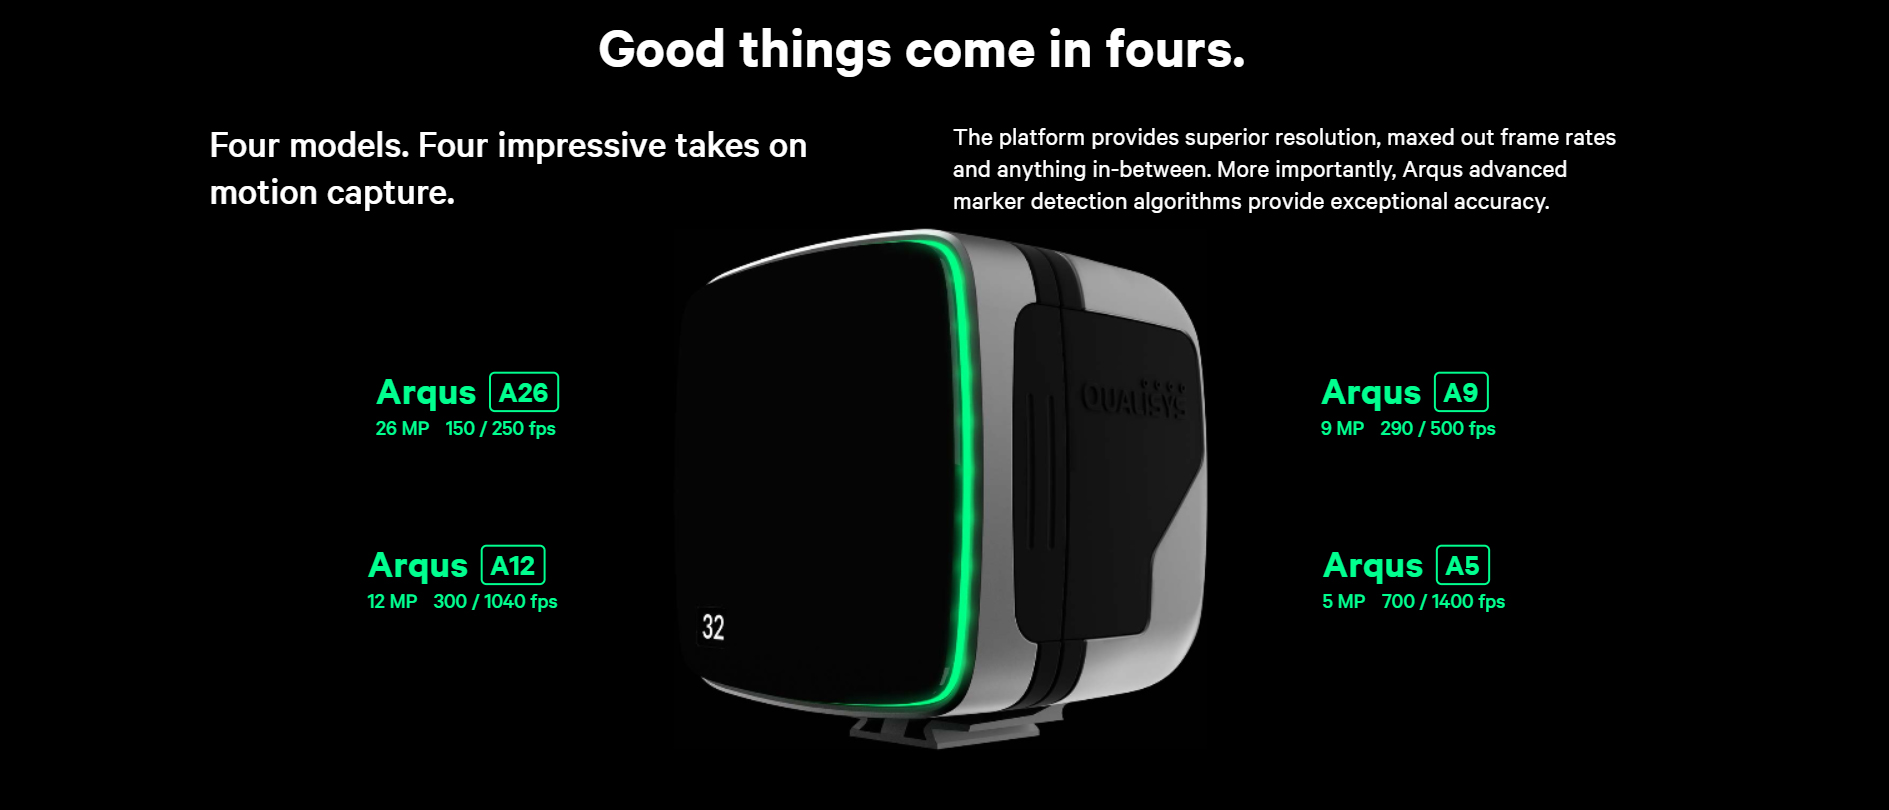 Good things come in fours.
Four models. Four impressive takes on
motion capture.
The platform provides superior resolution, maxed out frame rates
and anything in-between. More importantly, Arqus advanced
marker detection algorithms provide exceptional accuracy.
Arqus A26
26 MP 150 / 250 fps
Arqus A12
12 MP 300 / 1040 fps
32
QUALISYS
Arqus A9
9 MP 290 / 500 fps
Arqus A5
5 MP 700 / 1400 fps